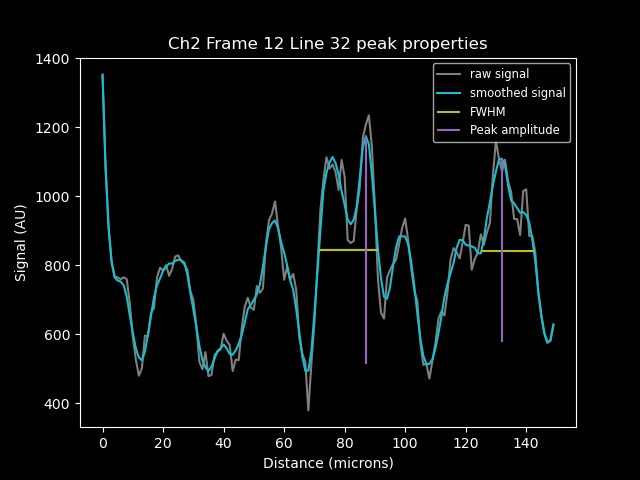 Ch2 Frame 12 Line 32 peak properties
raw signal
smoothed signal
FWHM
Peak amplitude
Signal (AU)
1400
1200
1000
800
600
400
0 20 40 60 80 100 120 140
Distance (microns)